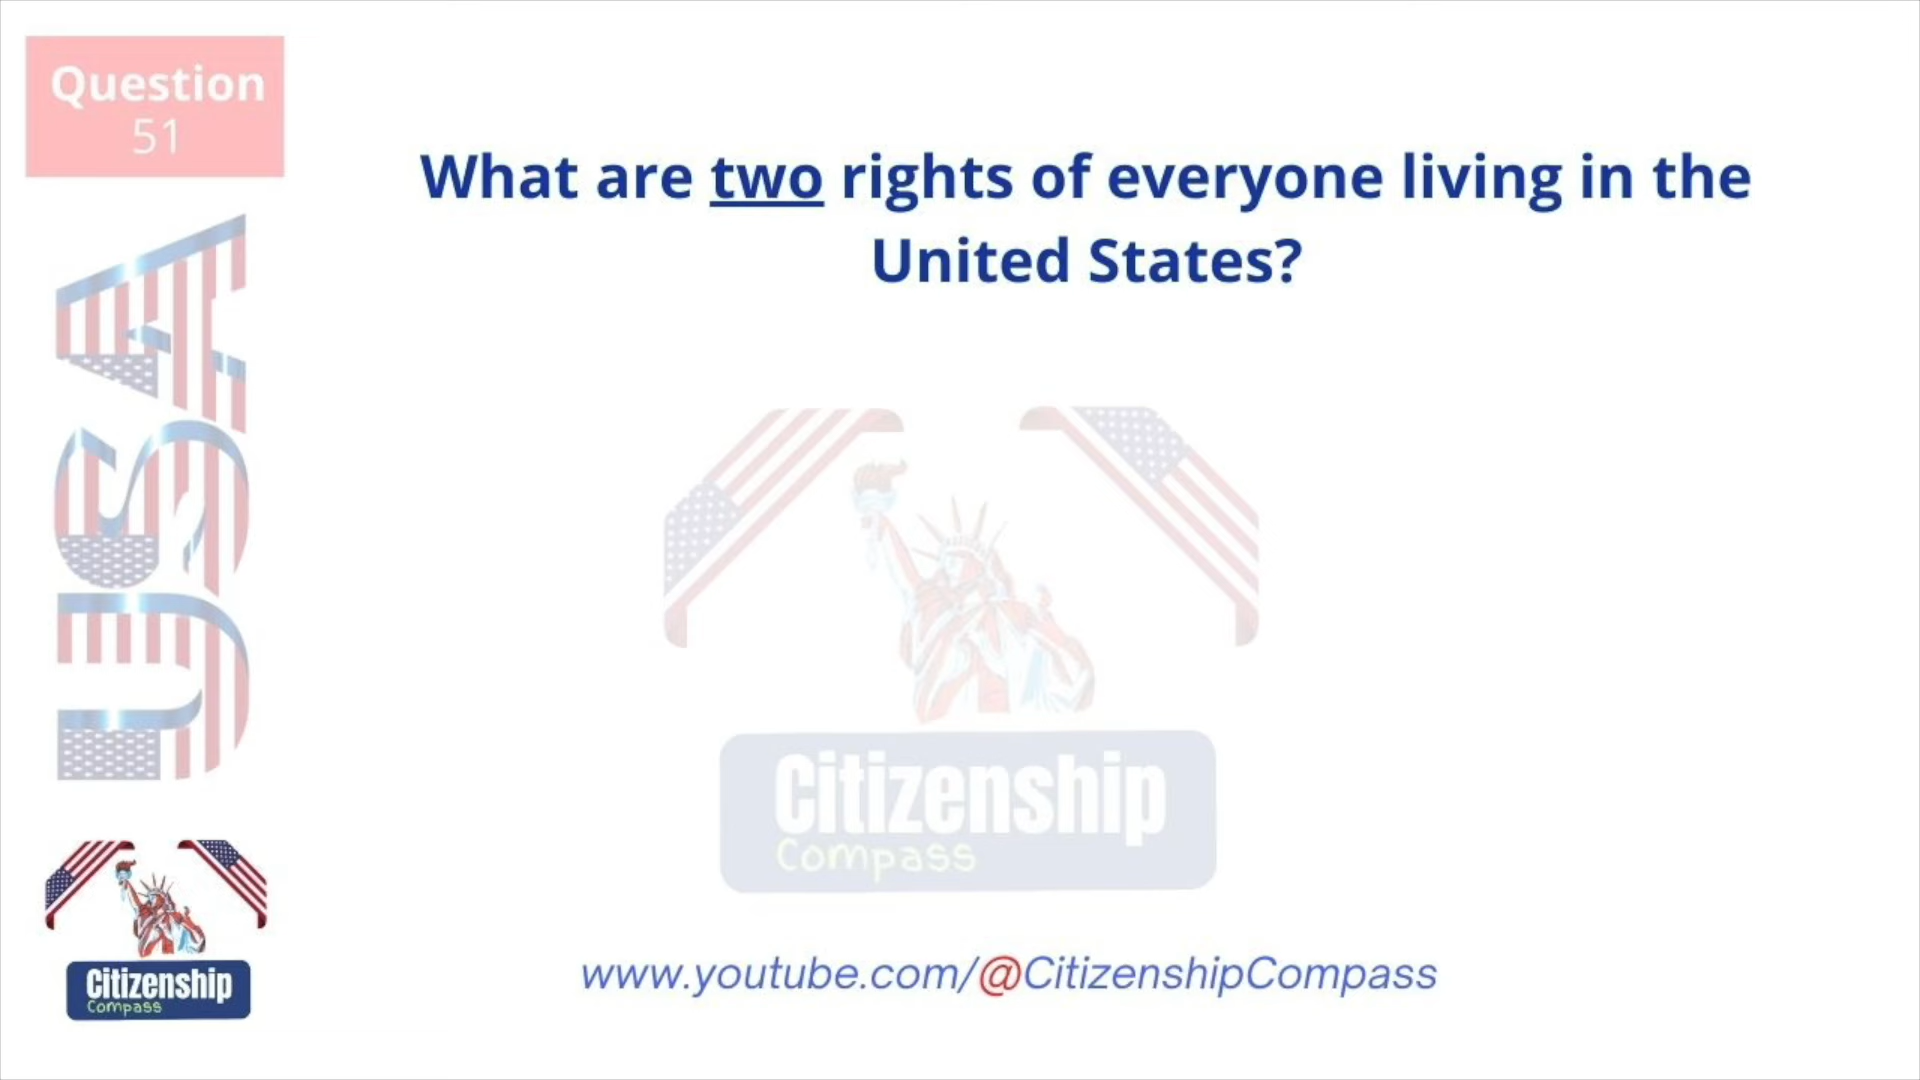 Question
51
What are two rights of everyone living in the
United States?
USA
Citizenship
Compass
Citizenship
Compass
www.youtube.com/@CitizenshipCompass